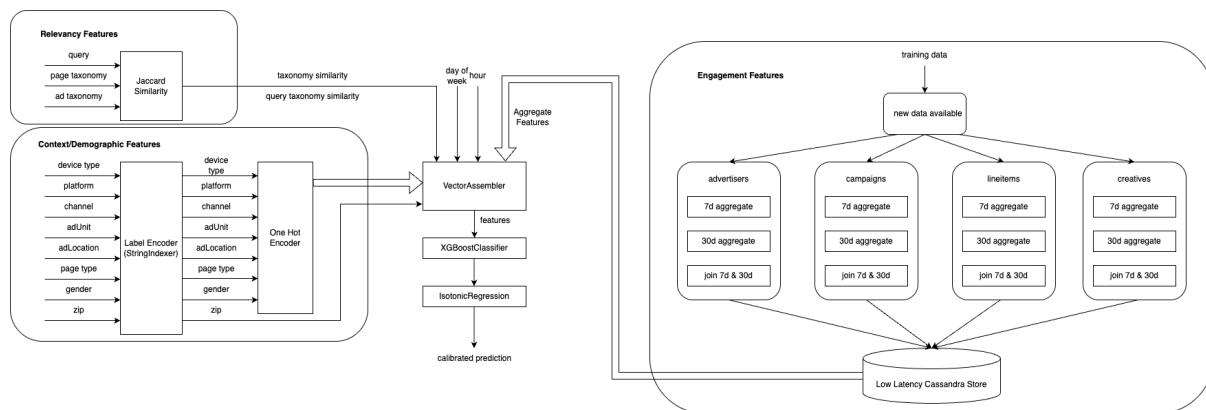 Relevancy Features
query
page taxonomy
ad taxonomy
Jaccard
Similarity
taxonomy similarity
query taxonomy similarity
day of
week
hour
Aggregate
Features
Context/Demographic Features
device type
platform
channel
adUnit
adLocation
page type
gender
zip
Label Encoder
(StringIndexer)
device
type
platform
channel
adUnit
adLocation
page type
gender
zip
One Hot
Encoder
VectorAssembler
features
XGBoostClassifier
IsotonicRegression
calibrated prediction
Engagement Features
training data
new data available
advertisers
7d aggregate
30d aggregate
join 7d & 30d
campaigns
7d aggregate
30d aggregate
join 7d & 30d
lineitems
7d aggregate
30d aggregate
join 7d & 30d
creatives
7d aggregate
30d aggregate
join 7d & 30d
Low Latency Cassandra Store